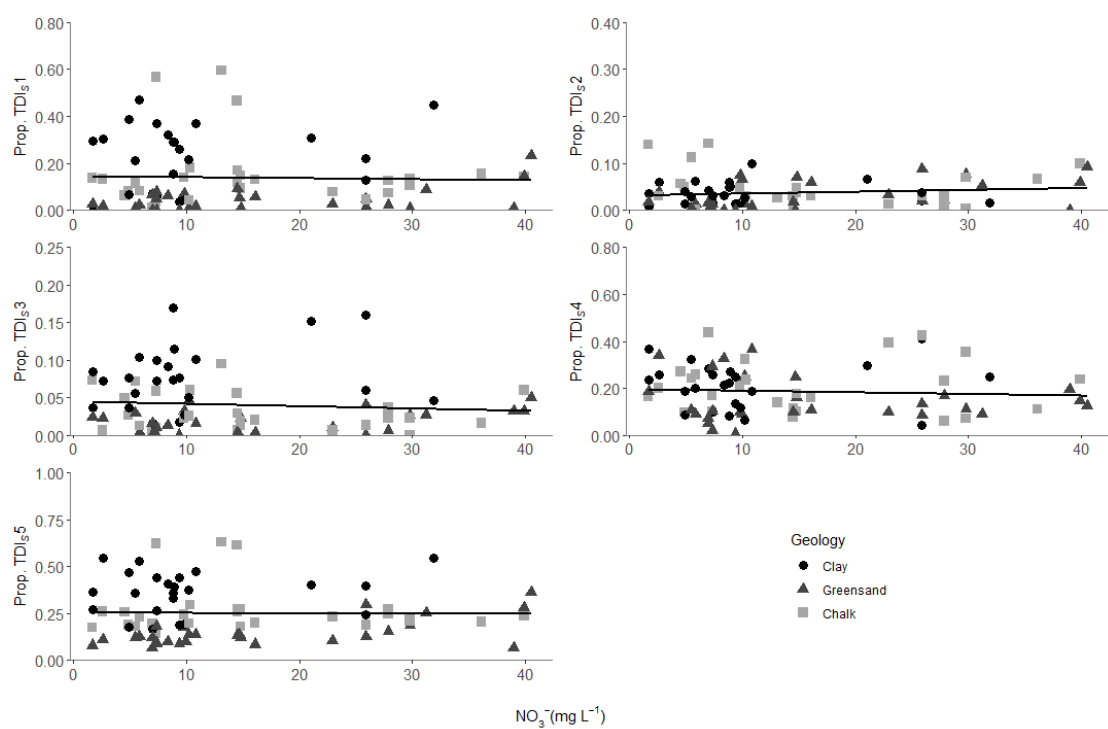 Prop. TDIS1
0.80
0.60
0.40
0.20
0.00
0 10 20 30 40
Prop. TDIS2
0.40
0.30
0.20
0.10
0.00
0 10 20 30 40
Prop. TDIS3
0.25
0.20
0.15
0.10
0.05
0.00
0 10 20 30 40
Prop. TDIS4
0.80
0.60
0.40
0.20
0.00
0 10 20 30 40
Prop. TDIS5
1.00
0.75
0.50
0.25
0.00
0 10 20 30 40
Geology
Clay
Greensand
Chalk
NO₃⁻(mg L⁻¹)